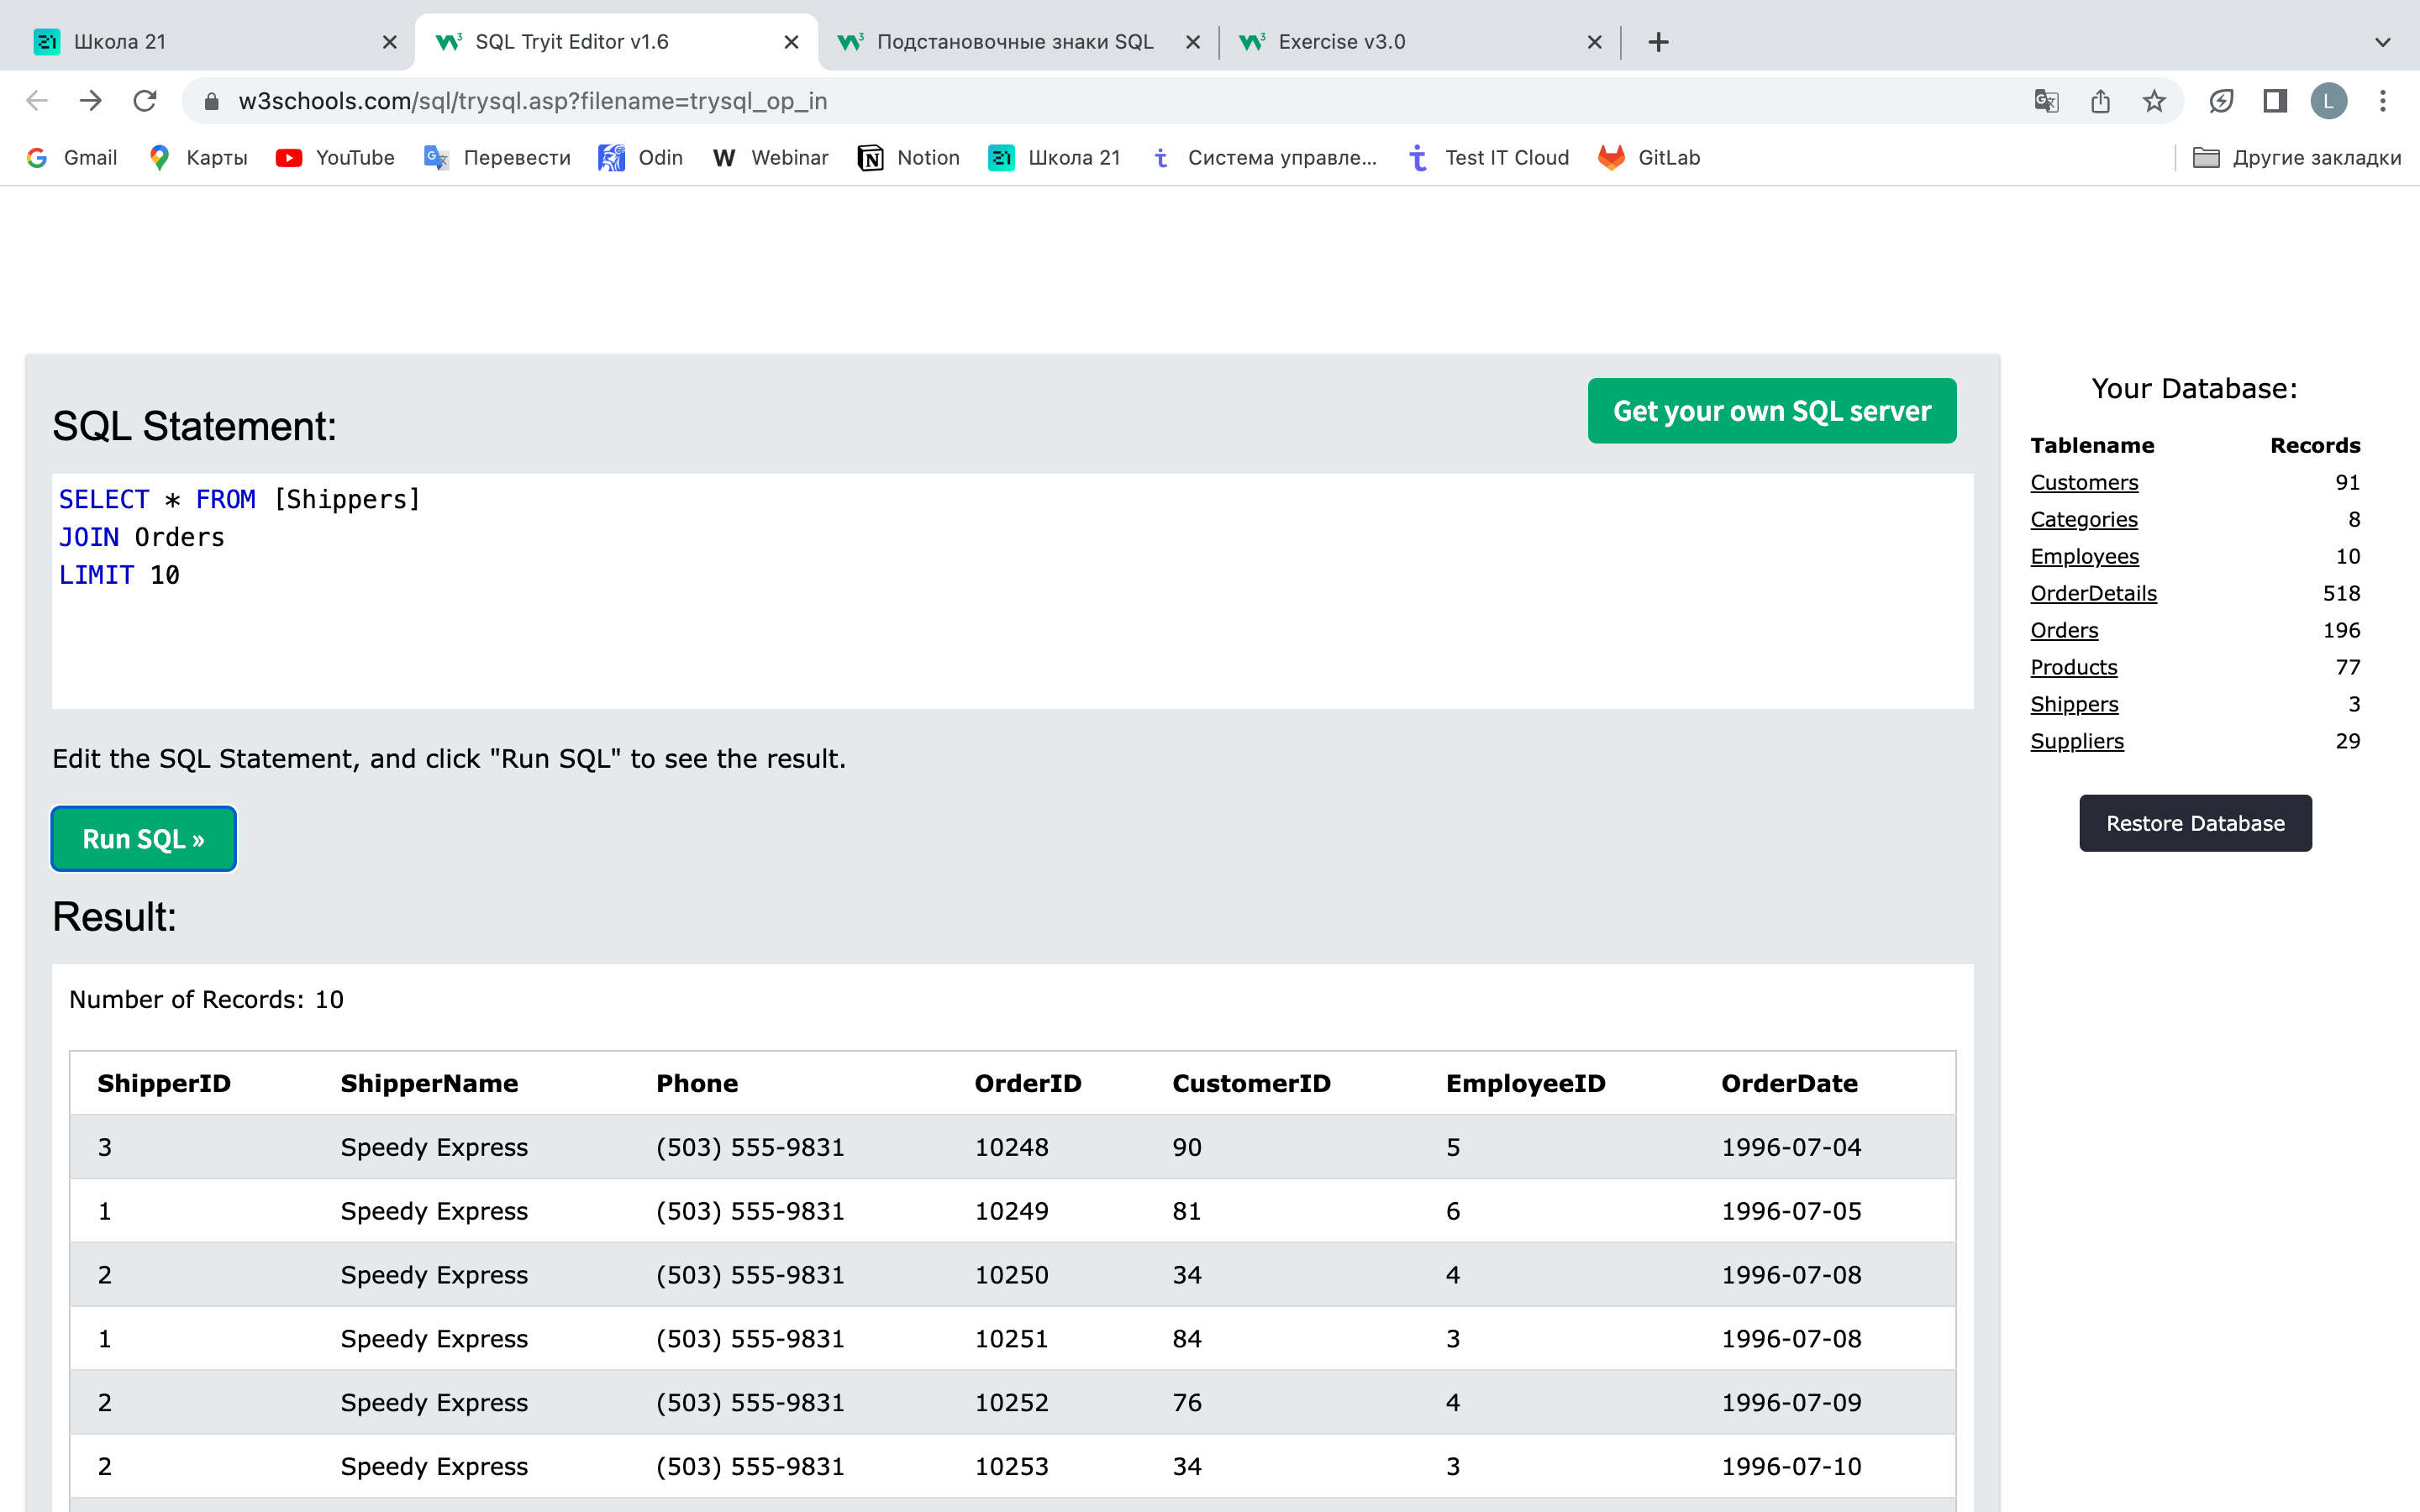 Школа 21
SQL Tryit Editor v1.6
Подстановочные знаки SQL
Exercise v3.0
w3schools.com/sql/trysql.asp?filename=trysql_op_in
L
Gmail
Карты
YouTube
Перевести
Odin
W Webinar
Notion
Школа 21
Система управле...
Test IT Cloud
GitLab
Другие закладки
SQL Statement:
Get your own SQL server
SELECT * FROM [Shippers]
JOIN Orders
LIMIT 10
Edit the SQL Statement, and click "Run SQL" to see the result.
Run SQL »
Result:
Number of Records: 10
ShipperID ShipperName Phone OrderID CustomerID EmployeeID OrderDate
3 Speedy Express (503) 555-9831 10248 90 5 1996-07-04
1 Speedy Express (503) 555-9831 10249 81 6 1996-07-05
2 Speedy Express (503) 555-9831 10250 34 4 1996-07-08
1 Speedy Express (503) 555-9831 10251 84 3 1996-07-08
2 Speedy Express (503) 555-9831 10252 76 4 1996-07-09
2 Speedy Express (503) 555-9831 10253 34 3 1996-07-10
Your Database:
Tablename Records
Customers 91
Categories 8
Employees 10
OrderDetails 518
Orders 196
Products 77
Shippers 3
Suppliers 29
Restore Database